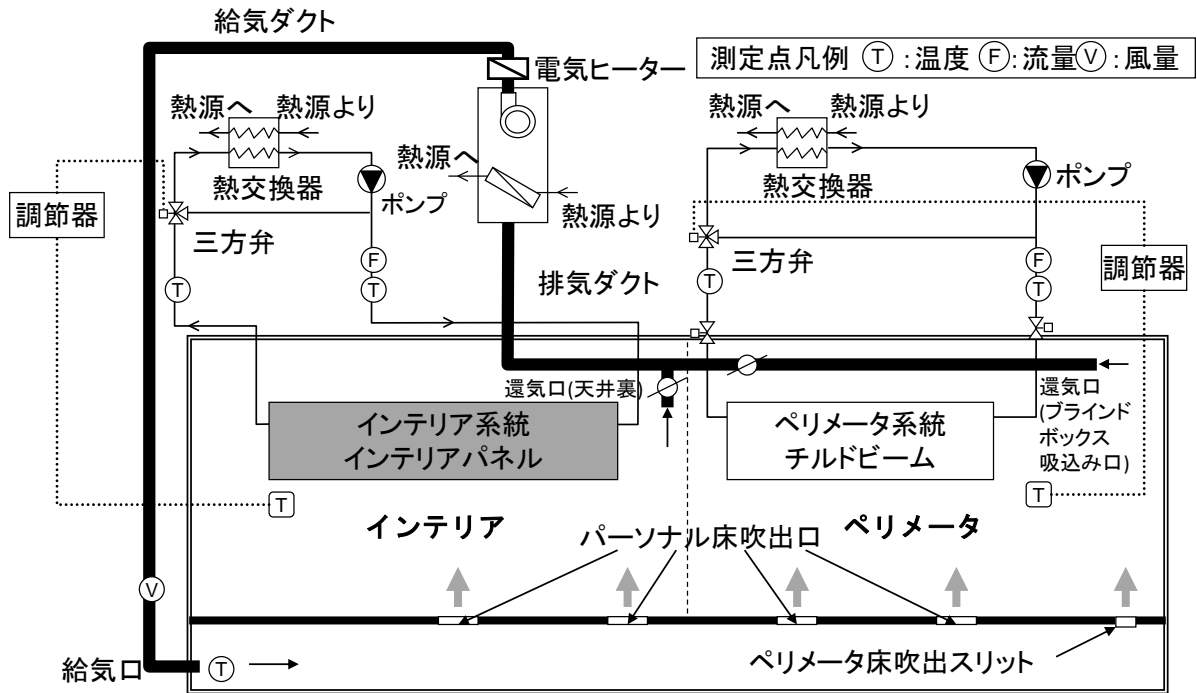 給気ダクト
電気ヒーター
測定点凡例 Ⓣ:温度 Ⓕ:流量 Ⓥ:風量
熱源へ 熱源より
熱交換器
ポンプ
調節器
三方弁
F
T
T
熱源へ
熱源より
排気ダクト
熱源へ 熱源より
熱交換器
ポンプ
三方弁
調節器
T
F
T
還気口(天井裏)
還気口
(ブラインド
ボックス
吸込み口)
インテリア系統
インテリアパネル
ペリメータ系統
チルドビーム
T
T
インテリア
ペリメータ
パーソナル床吹出口
V
給気口
T
ペリメータ床吹出スリット